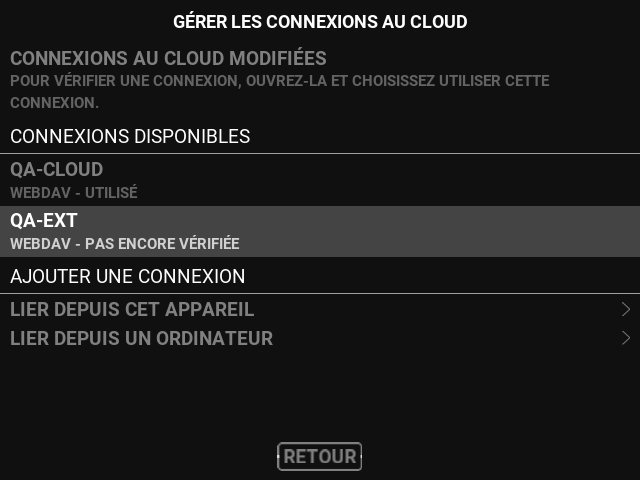 GÉRER LES CONNEXIONS AU CLOUD
CONNEXIONS AU CLOUD MODIFIÉES
POUR VÉRIFIER UNE CONNEXION, OUVREZ-LA ET CHOISISSEZ UTILISER CETTE
CONNEXION.
CONNEXIONS DISPONIBLES
QA-CLOUD
WEBDAV - UTILISÉ
QA-EXT
WEBDAV - PAS ENCORE VÉRIFIÉE
AJOUTER UNE CONNEXION
LIER DEPUIS CET APPAREIL
LIER DEPUIS UN ORDINATEUR
RETOUR